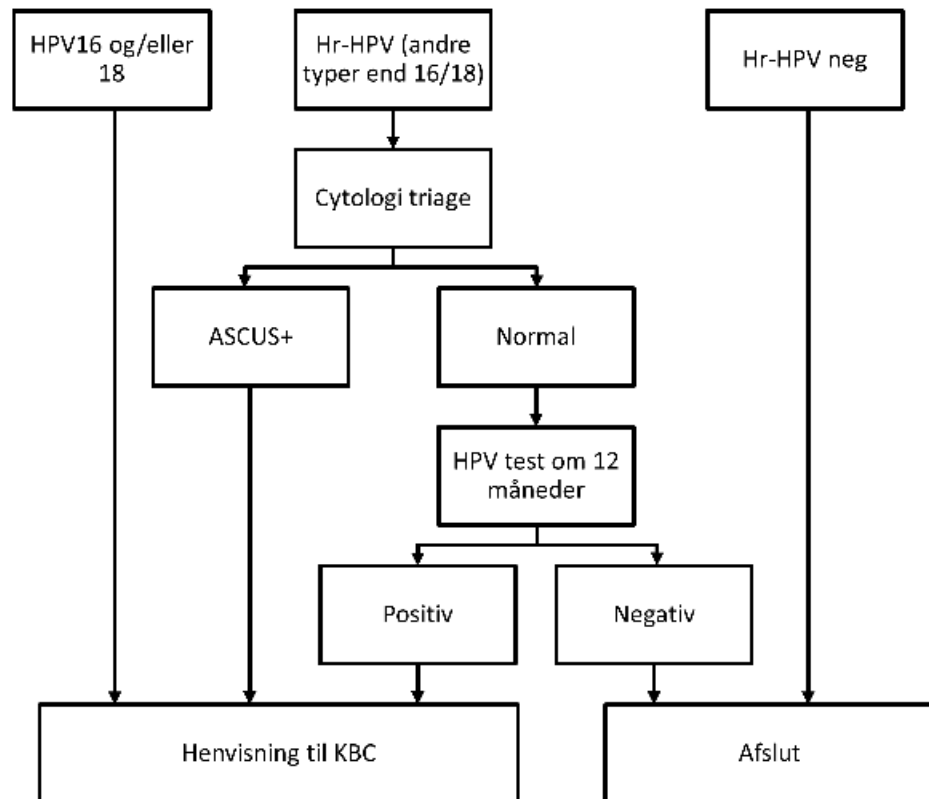 HPV16 og/eller
18
Hr-HPV (andre
typer end 16/18)
Hr-HPV neg
Cytologi triage
ASCUS+
Normal
HPV test om 12
måneder
Positiv
Negativ
Henvisning til KBC
Afslut